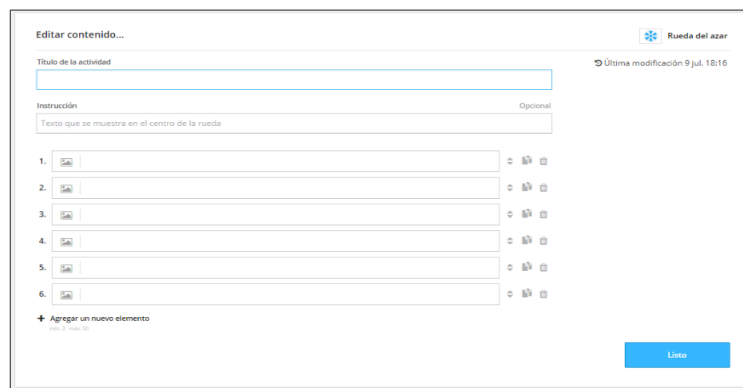 Editar contenido...
Rueda del azar
Título de la actividad
Última modificación 9 jul. 18:16
Instrucción
Opcional
Texto que se muestra en el centro de la rueda
1.
2.
3.
4.
5.
6.
+ Agregar un nuevo elemento
Listo